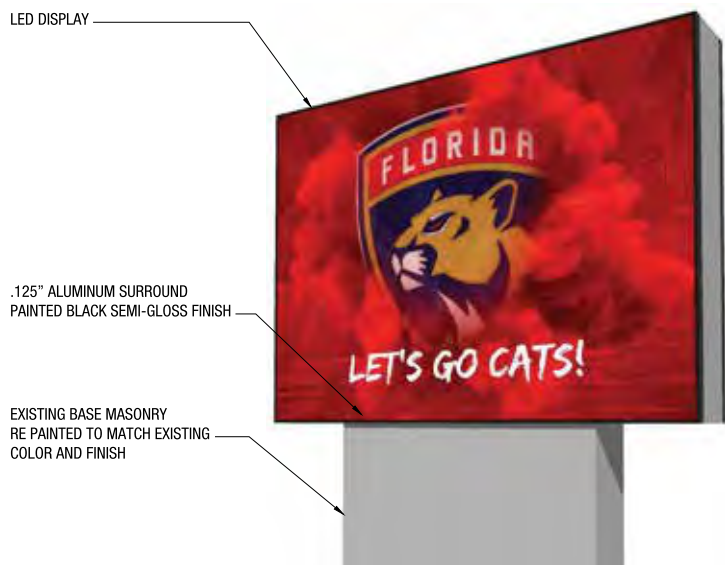 LED DISPLAY
FLORIDA
LET'S GO CATS!
.125" ALUMINUM SURROUND
PAINTED BLACK SEMI-GLOSS FINISH
EXISTING BASE MASONRY
RE PAINTED TO MATCH EXISTING
COLOR AND FINISH